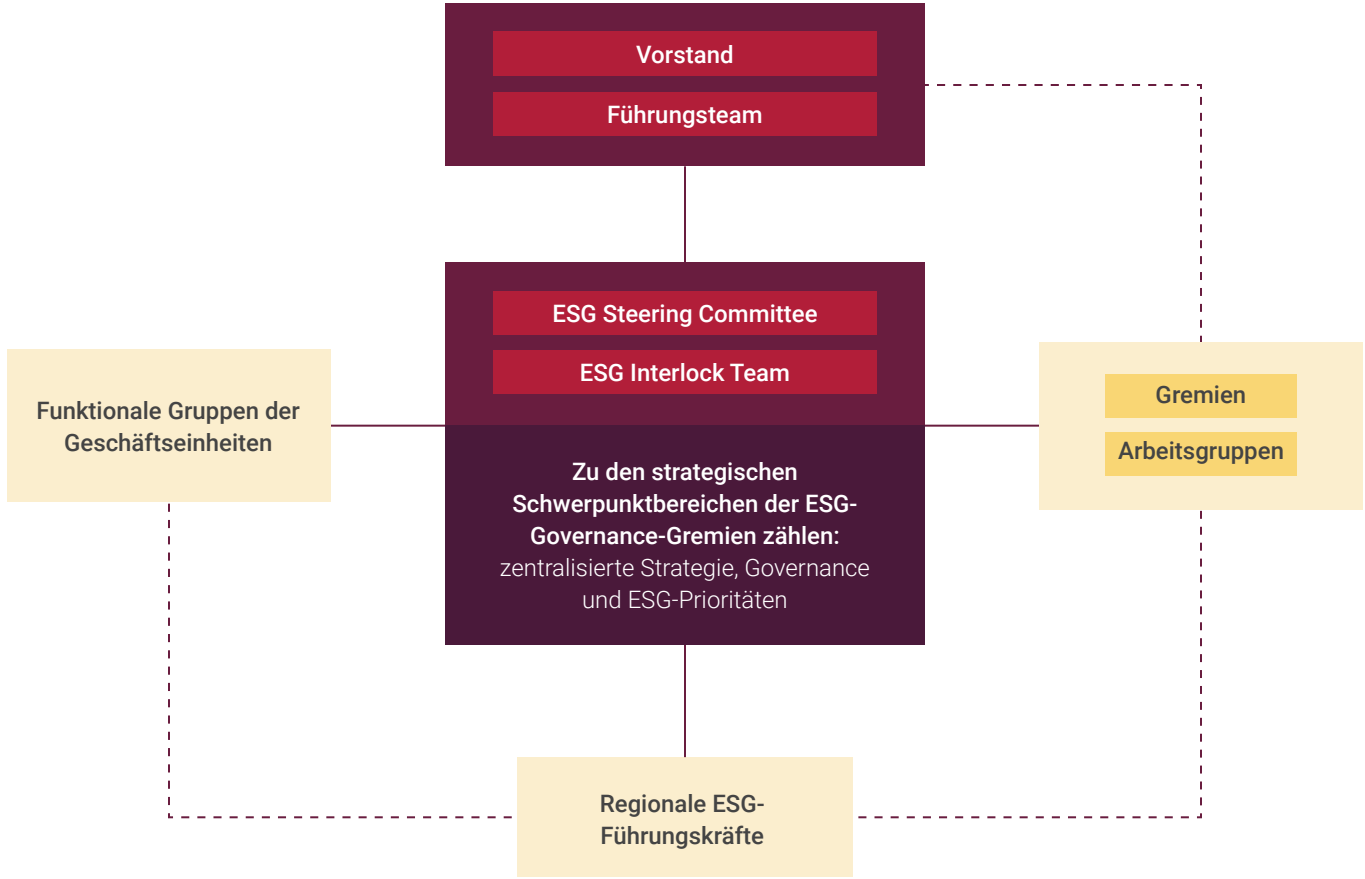 Vorstand
Führungsteam
ESG Steering Committee
ESG Interlock Team
Funktionale Gruppen der
Geschäftseinheiten
Gremien
Arbeitsgruppen
Zu den strategischen
Schwerpunktbereichen der ESG-
Governance-Gremien zählen:
zentralisierte Strategie, Governance
und ESG-Prioritäten
Regionale ESG-
Führungskräfte